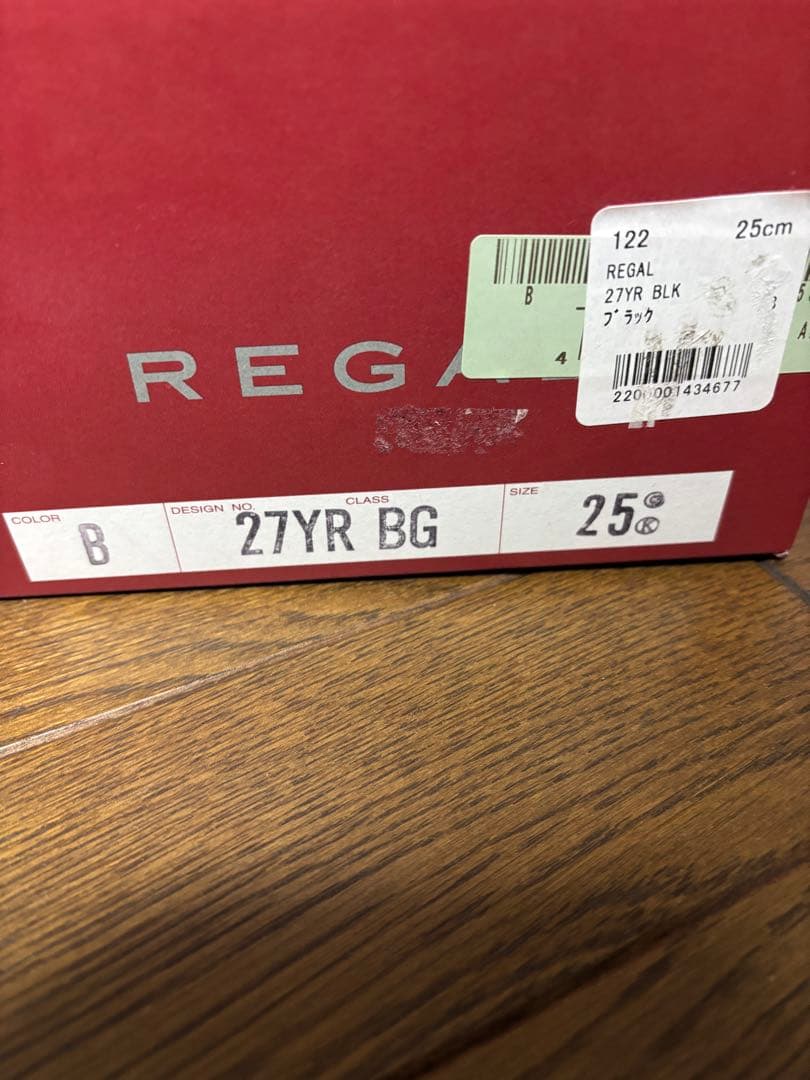 122 25cm
REGAL
27YR BLK
ブラック
2200001434677
B
4
REGA
COLOR B
DESIGN NO. CLASS 27YR BG
SIZE 25 G K